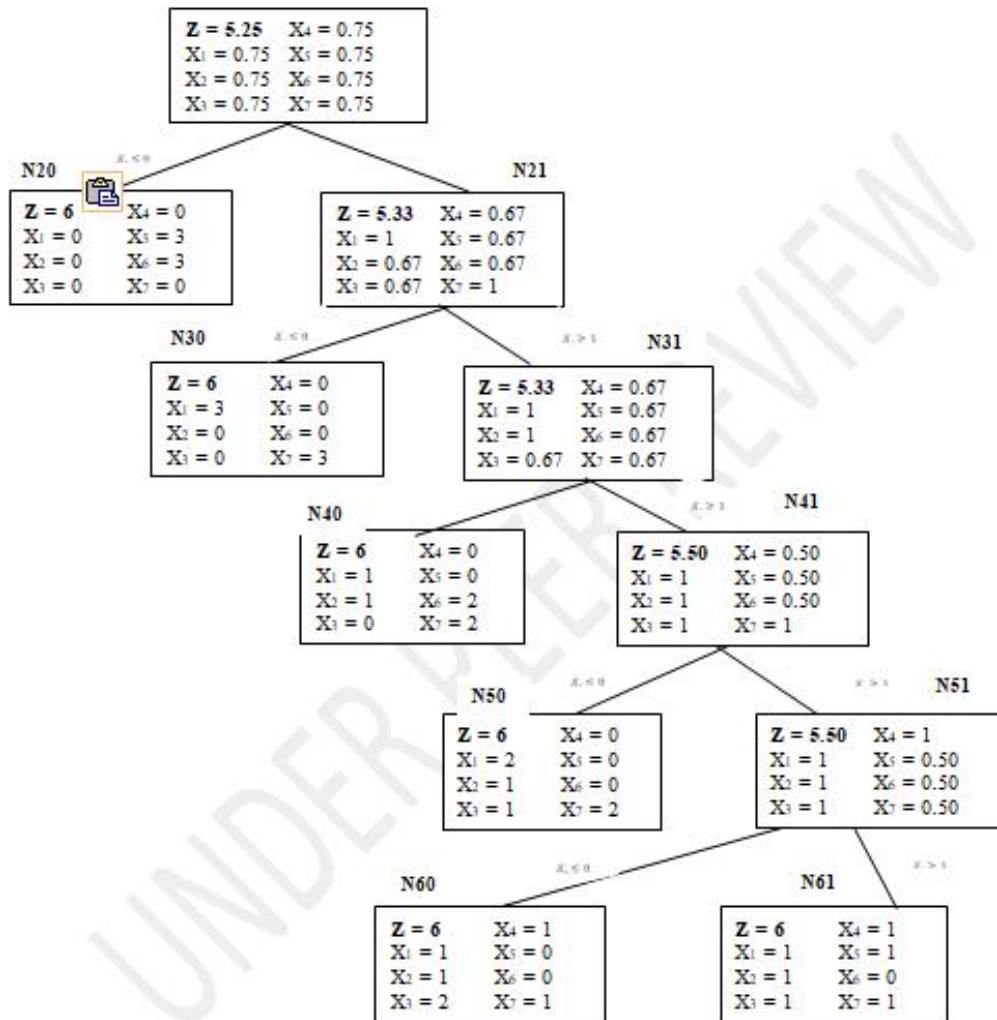 Z = 5.25 X₄ = 0.75
X₁ = 0.75 X₅ = 0.75
X₂ = 0.75 X₆ = 0.75
X₃ = 0.75 X₇ = 0.75
N20
≤ 0
N21
Z = 6 X₄ = 0
X₁ = 0 X₅ = 3
X₂ = 0 X₆ = 3
X₃ = 0 X₇ = 0
Z = 5.33 X₄ = 0.67
X₁ = 1 X₅ = 0.67
X₂ = 0.67 X₆ = 0.67
X₃ = 0.67 X₇ = 1
N30
≤ 0
≥ 1
N31
Z = 6 X₄ = 0
X₁ = 3 X₅ = 0
X₂ = 0 X₆ = 0
X₃ = 0 X₇ = 3
Z = 5.33 X₄ = 0.67
X₁ = 1 X₅ = 0.67
X₂ = 1 X₆ = 0.67
X₃ = 0.67 X₇ = 0.67
N40
≥ 1
N41
Z = 6 X₄ = 0
X₁ = 1 X₅ = 0
X₂ = 1 X₆ = 2
X₃ = 0 X₇ = 2
Z = 5.50 X₄ = 0.50
X₁ = 1 X₅ = 0.50
X₂ = 1 X₆ = 0.50
X₃ = 1 X₇ = 1
N50
≤ 0
N51
Z = 6 X₄ = 0
X₁ = 2 X₅ = 0
X₂ = 1 X₆ = 0
X₃ = 1 X₇ = 2
Z = 5.50 X₄ = 1
X₁ = 1 X₅ = 0.50
X₂ = 1 X₆ = 0.50
X₃ = 1 X₇ = 0.50
N60
≤ 0
N61
Z = 6 X₄ = 1
X₁ = 1 X₅ = 0
X₂ = 1 X₆ = 0
X₃ = 2 X₇ = 1
Z = 6 X₄ = 1
X₁ = 1 X₅ = 1
X₂ = 1 X₆ = 0
X₃ = 1 X₇ = 1
UNDER PEER REVIEW